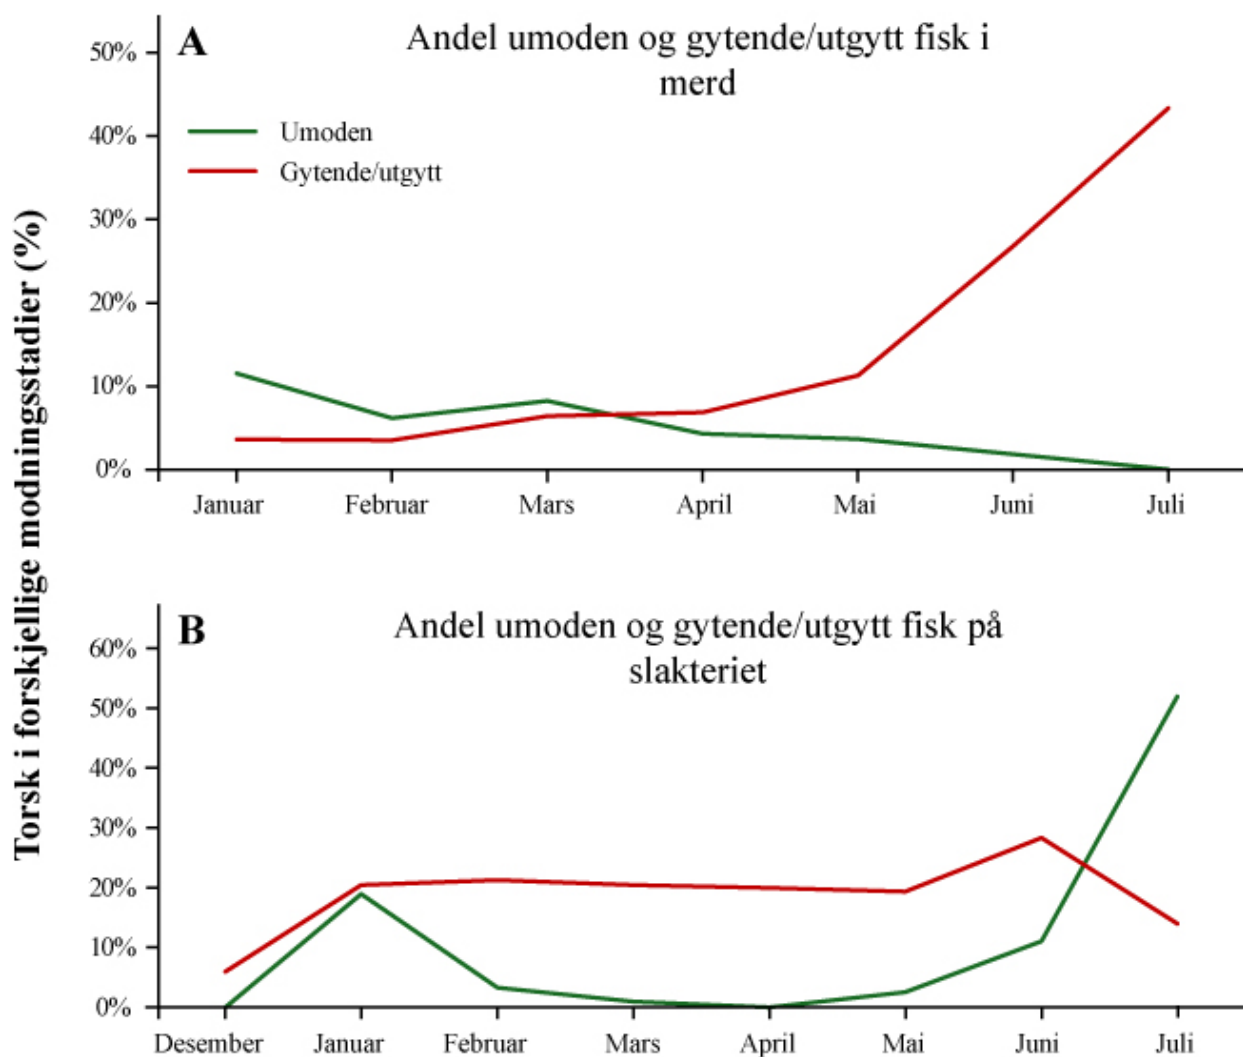 Torsk i forskjellige modningsstadier (%)
A
Andel umoden og gytende/utgytt fisk i
merd
50%
40%
30%
20%
10%
0%
Umoden
Gytende/utgytt
Januar Februar Mars April Mai Juni Juli
B
Andel umoden og gytende/utgytt fisk på
slakteriet
60%
50%
40%
30%
20%
10%
0%
Desember Januar Februar Mars April Mai Juni Juli